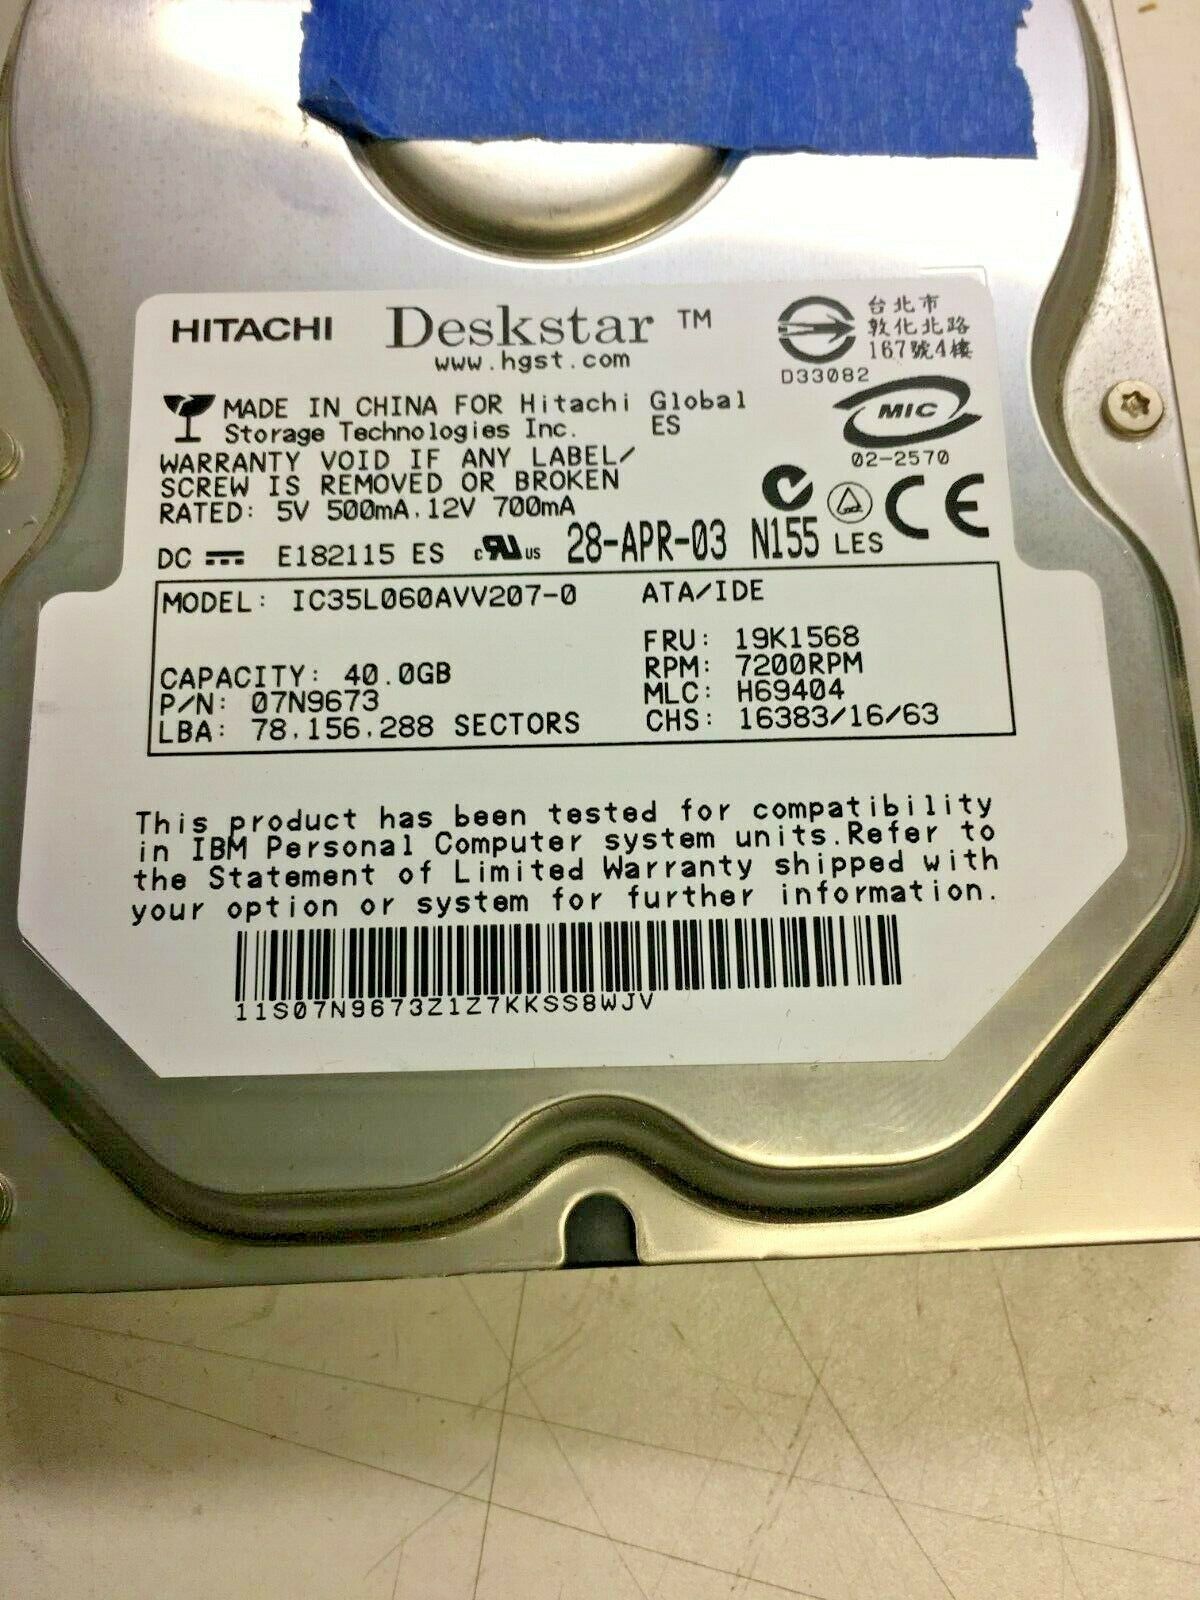 HITACHI Deskstar ™
www.hgst.com
台北市
敦化北路
167號4樓
D33082
MADE IN CHINA FOR Hitachi Global
Storage Technologies Inc. ES
MIC
02-2570
WARRANTY VOID IF ANY LABEL/
SCREW IS REMOVED OR BROKEN
RATED: 5V 500mA.12V 700mA
CE
DC E182115 ES c RU us 28-APR-03 N155 LES
MODEL: IC35L060AVV207-0 ATA/IDE
FRU: 19K1568
CAPACITY: 40.0GB RPM: 7200RPM
P/N: 07N9673 MLC: H69404
LBA: 78.156.288 SECTORS CHS: 16383/16/63
This product has been tested for compatibility
in IBM Personal Computer system units.Refer to
the Statement of Limited Warranty shipped with
your option or system for further information.
11S07N9673Z1Z7KKSS8WJV